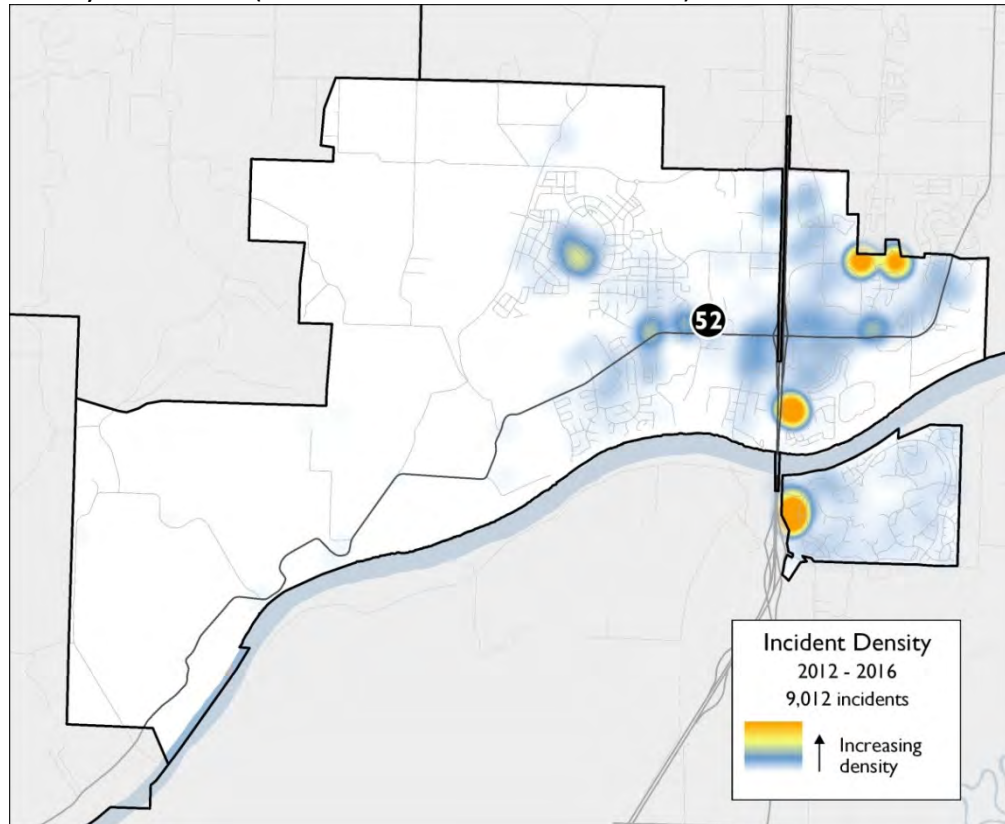 52
Incident Density
2012 - 2016
9,012 incidents
Increasing
density